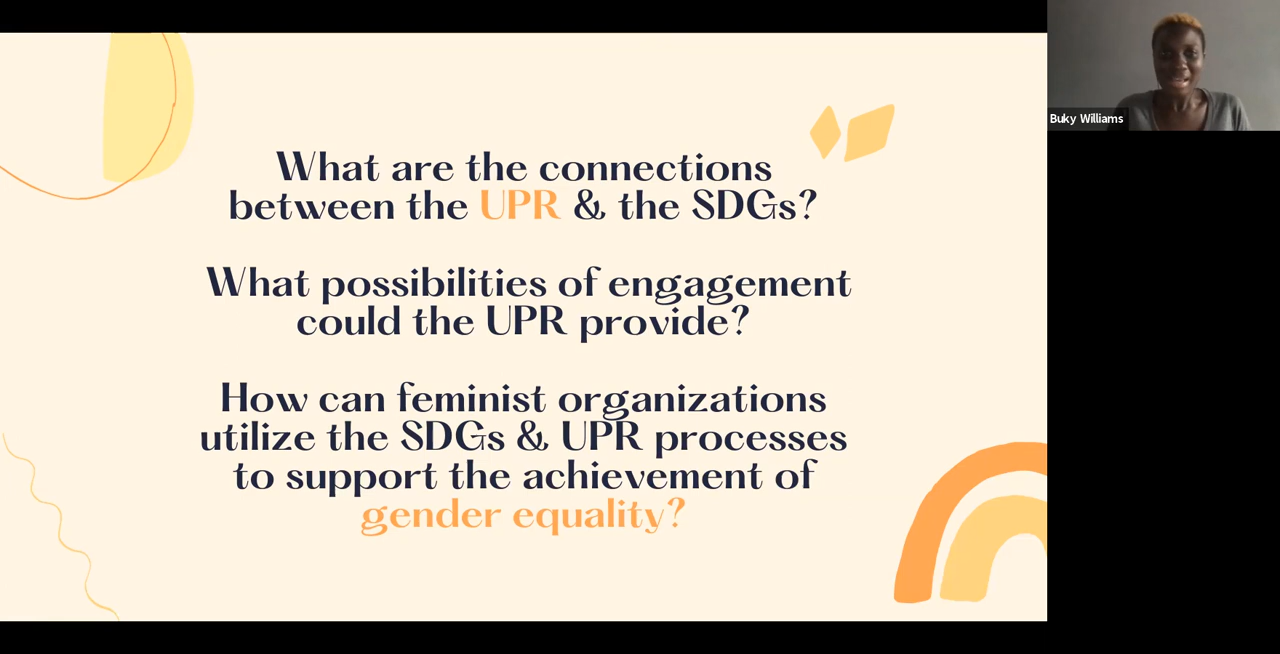 What are the connections
between the UPR & the SDGs?
What possibilities of engagement
could the UPR provide?
How can feminist organizations
utilize the SDGs & UPR processes
to support the achievement of
gender equality?
Buky Williams